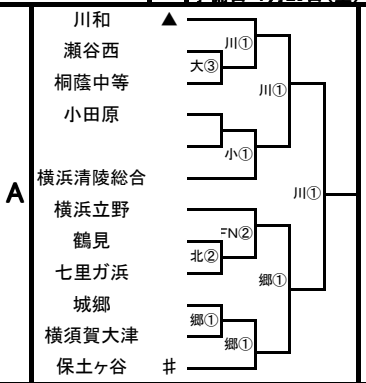 A
川和 ▲
瀬谷西
桐蔭中等
小田原
横浜清陵総合
横浜立野
鶴見
七里ガ浜
城郷
横須賀大津
保土ヶ谷 ♯
川①
大③
川①
小①
川①
FN②
北②
郷①
郷①
郷①